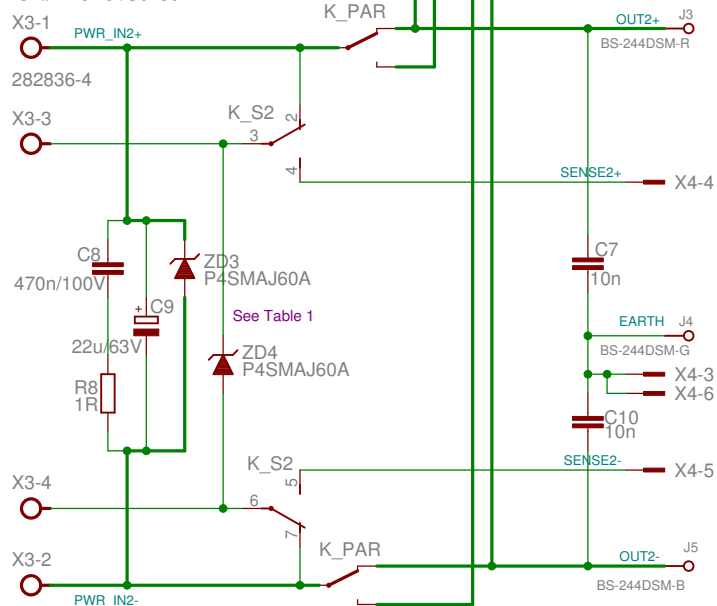 K_PAR
OUT2+
J3
X3-1
PWR_IN2+
BS-244DSM-R
282836-4
X3-3
K_S2
2
3
4
SENSE2+
X4-4
C8
470n/100V
ZD3
P4SMAJ60A
C7
10n
+
C9
22u/63V
See Table 1
EARTH
J4
BS-244DSM-G
ZD4
P4SMAJ60A
X4-3
X4-6
R8
1R
C10
10n
K_S2
5
SENSE2-
X4-5
X3-4
6
7
X3-2
K_PAR
OUT2-
J5
BS-244DSM-B
PWR_IN2-